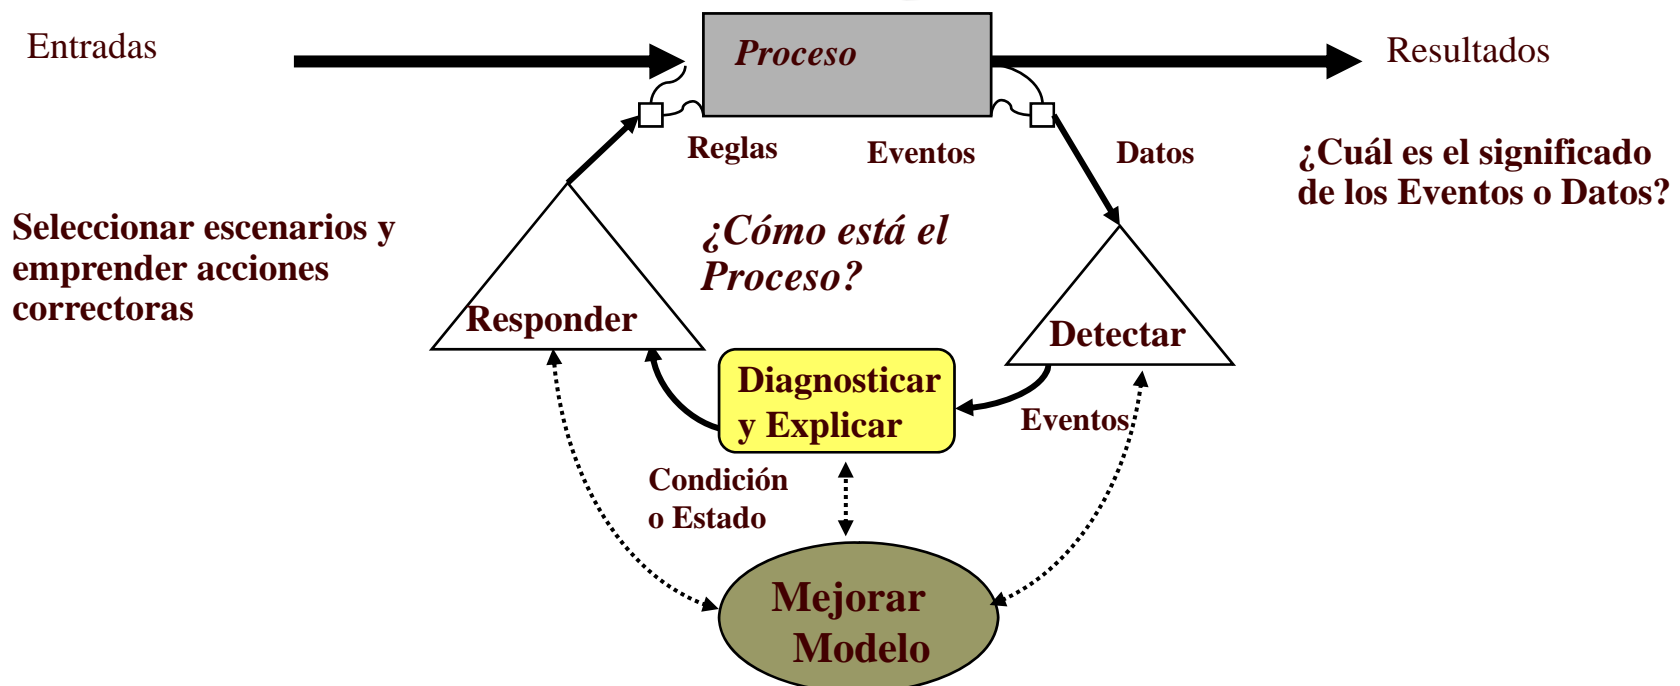 Entradas
Proceso
Resultados
Reglas
Eventos
Datos
¿Cuál es el significado
de los Eventos o Datos?
Seleccionar escenarios y
emprender acciones
correctoras
¿Cómo está el
Proceso?
Responder
Detectar
Diagnosticar
y Explicar
Eventos
Condición
o Estado
Mejorar
Modelo